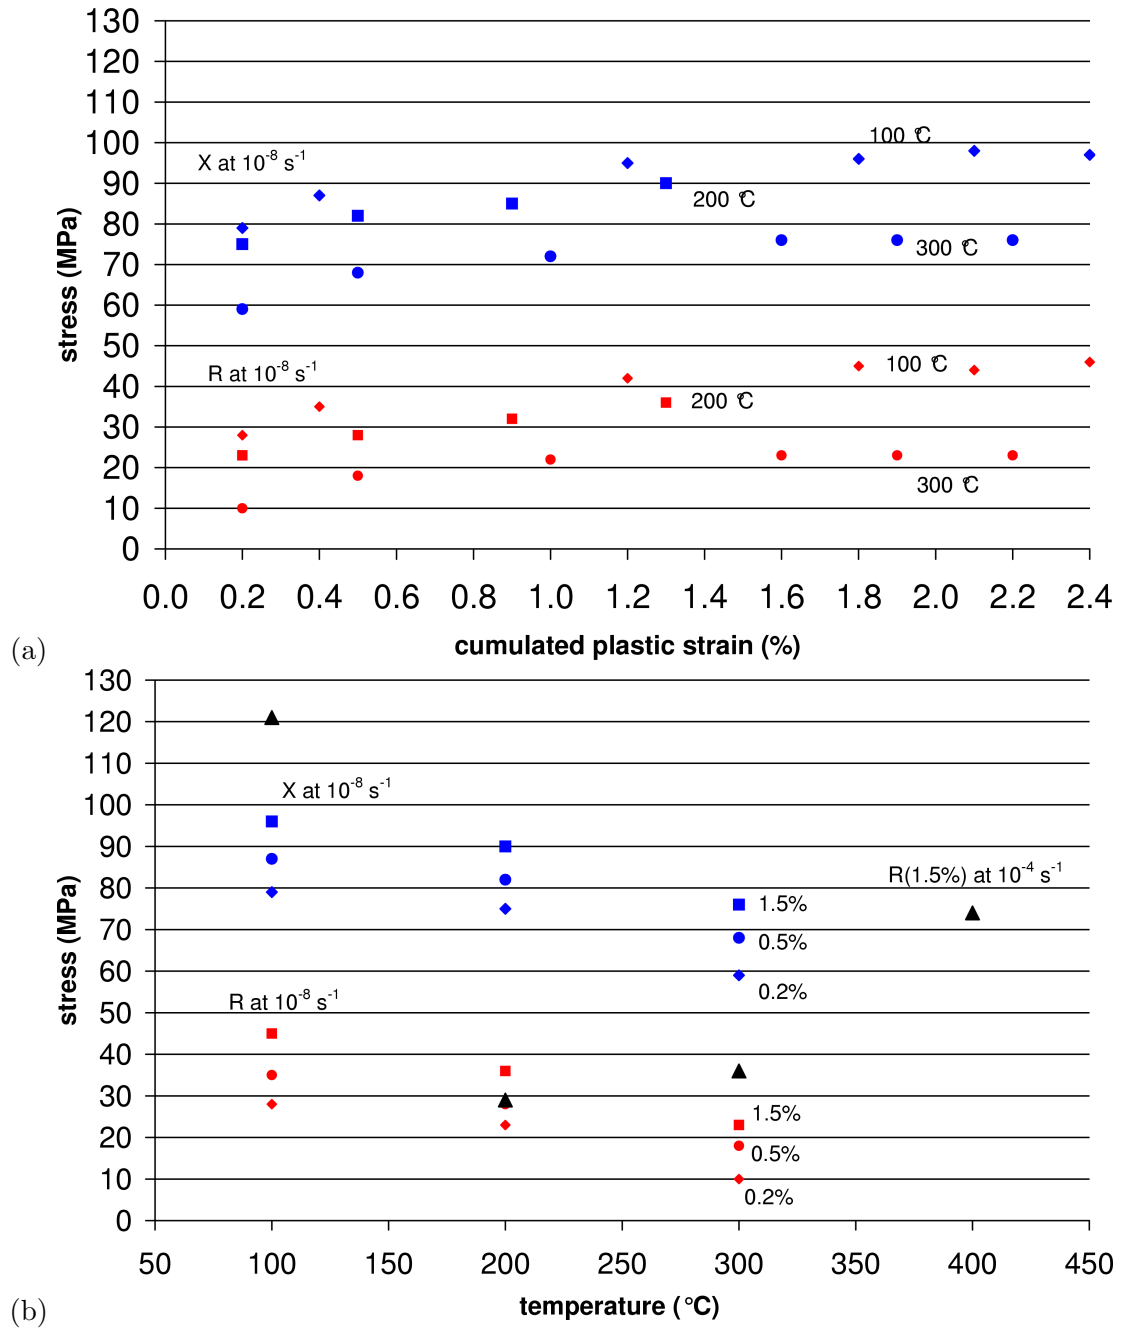 130
120
110
100
90
80
70
60
50
40
30
20
10
0
stress (MPa)
X at 10⁻⁸ s⁻¹
100 °C
200 °C
300 °C
R at 10⁻⁸ s⁻¹
100 °C
200 °C
300 °C
0.0 0.2 0.4 0.6 0.8 1.0 1.2 1.4 1.6 1.8 2.0 2.2 2.4
cumulated plastic strain (%)
(a)
130
120
110
100
90
80
70
60
50
40
30
20
10
0
stress (MPa)
X at 10⁻⁸ s⁻¹
R(1.5%) at 10⁻⁴ s⁻¹
1.5%
0.5%
0.2%
R at 10⁻⁸ s⁻¹
1.5%
0.5%
0.2%
50 100 150 200 250 300 350 400 450
temperature (°C)
(b)